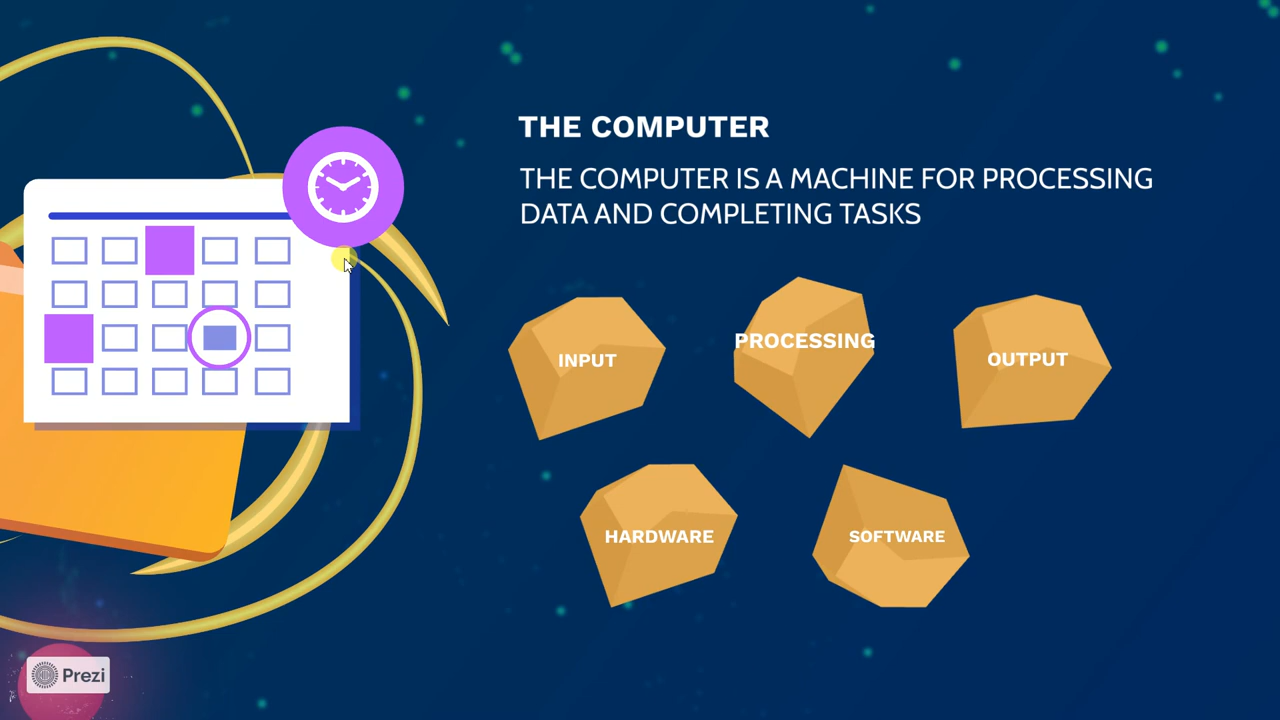 THE COMPUTER
THE COMPUTER IS A MACHINE FOR PROCESSING
DATA AND COMPLETING TASKS
INPUT
PROCESSING
OUTPUT
HARDWARE
SOFTWARE
Prezi